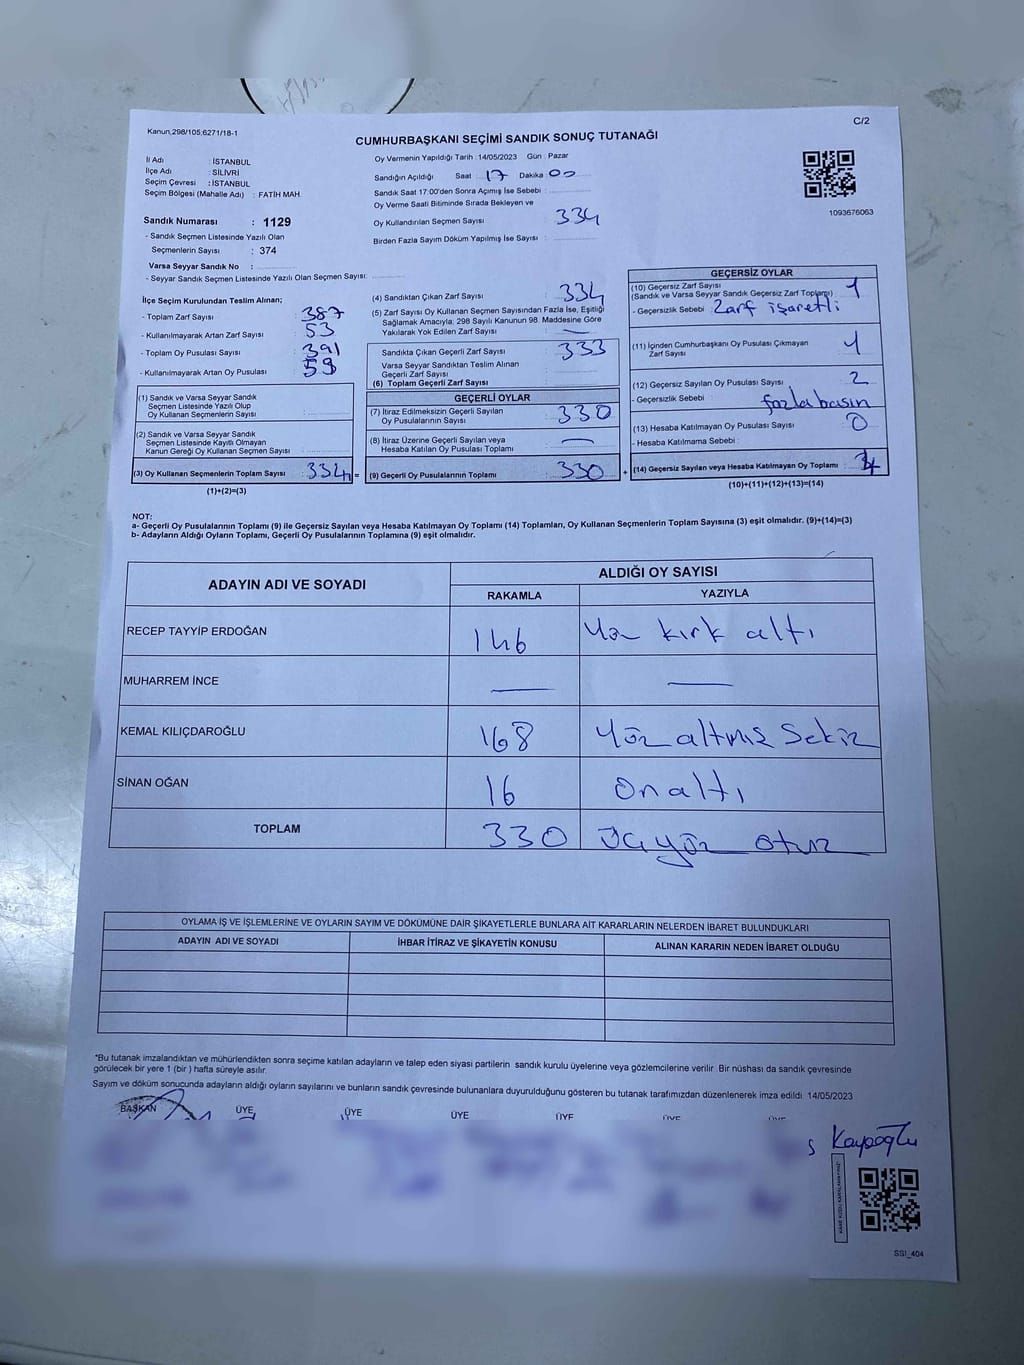 Kanun,298/105;6271/18-1
C/2
CUMHURBAŞKANI SEÇİMİ SANDIK SONUÇ TUTANAĞI
İl Adı : İSTANBUL
İlçe Adı : SİLİVRİ
Seçim Çevresi : İSTANBUL
Seçim Bölgesi (Mahalle Adı) : FATİH MAH.
Sandık Numarası : 1129
- Sandık Seçmen Listesinde Yazılı Olan
Seçmenlerin Sayısı : 374
Varsa Seyyar Sandık No :
- Seyyar Sandık Seçmen Listesinde Yazılı Olan Seçmen Sayısı:
Oy Vermenin Yapıldığı Tarih : 14/05/2023 Gün : Pazar
Sandığın Açıldığı Saat 17 Dakika 00
Sandık Saat 17:00'den Sonra Açımış İse Sebebi :
Oy Verme Saati Bitiminde Sırada Bekleyen ve
Oy Kullandırılan Seçmen Sayısı 334
Birden Fazla Sayım Döküm Yapılmış İse Sayısı :
1093676063
İlçe Seçim Kurulundan Teslim Alınan;
- Toplam Zarf Sayısı : 387
- Kullanılmayarak Artan Zarf Sayısı : 53
- Toplam Oy Pusulası Sayısı : 391
- Kullanılmayarak Artan Oy Pusulası : 59
(1) Sandık ve Varsa Seyyar Sandık
Seçmen Listesinde Yazılı Olup
Oy Kullanan Seçmenlerin Sayısı :
(2) Sandık ve Varsa Seyyar Sandık
Seçmen Listesinde Kayıtlı Olmayan
Kanun Gereği Oy Kullanan Seçmen Sayısı :
(3) Oy Kullanan Seçmenlerin Toplam Sayısı : 334 =
(1)+(2)=(3)
(4) Sandıktan Çıkan Zarf Sayısı : 334
(5) Zarf Sayısı Oy Kullanan Seçmen Sayısından Fazla İse, Eşitliği
Sağlamak Amacıyla; 298 Sayılı Kanunun 98. Maddesine Göre
Yakılarak Yok Edilen Zarf Sayısı : —
Sandıkta Çıkan Geçerli Zarf Sayısı : 333
Varsa Seyyar Sandıktan Teslim Alınan
Geçerli Zarf Sayısı :
(6) Toplam Geçerli Zarf Sayısı :
GEÇERLİ OYLAR
(7) İtiraz Edilmeksizin Geçerli Sayılan
Oy Pusulalarının Sayısı : 330
(8) İtiraz Üzerine Geçerli Sayılan veya
Hesaba Katılan Oy Pusulası Toplamı : —
(9) Geçerli Oy Pusulalarının Toplamı : 330 +
GEÇERSİZ OYLAR
(10) Geçersiz Zarf Sayısı
(Sandık ve Varsa Seyyar Sandık Geçersiz Zarf Toplamı) : 1
- Geçersizlik Sebebi : Zarf işaretli
(11) İçinden Cumhurbaşkanı Oy Pusulası Çıkmayan
Zarf Sayısı : 1
(12) Geçersiz Sayılan Oy Pusulası Sayısı : 2
- Geçersizlik Sebebi : fazla basın
(13) Hesaba Katılmayan Oy Pusulası Sayısı : 0
- Hesaba Katılmama Sebebi :
(14) Geçersiz Sayılan veya Hesaba Katılmayan Oy Toplamı :
(10)+(11)+(12)+(13)=(14)
NOT:
a- Geçerli Oy Pusulalarının Toplamı (9) ile Geçersiz Sayılan veya Hesaba Katılmayan Oy Toplamı (14) Toplamları, Oy Kullanan Seçmenlerin Toplam Sayısına (3) eşit olmalıdır. (9)+(14)=(3)
b- Adayların Aldığı Oyların Toplamı, Geçerli Oy Pusulalarının Toplamına (9) eşit olmalıdır.
ADAYIN ADI VE SOYADI
ALDIĞI OY SAYISI
RAKAMLA YAZIYLA
RECEP TAYYİP ERDOĞAN 146 Yüz kırk altı
MUHARREM İNCE — —
KEMAL KILIÇDAROĞLU 168 Yüz altmış Sekiz
SİNAN OĞAN 16 On altı
TOPLAM 330 Üçyüz otuz
OYLAMA İŞ VE İŞLEMLERİNE VE OYLARIN SAYIM VE DÖKÜMÜNE DAİR ŞİKAYETLERLE BUNLARA AİT KARARLARIN NELERDEN İBARET BULUNDUKLARI
ADAYIN ADI VE SOYADI İHBAR İTİRAZ VE ŞİKAYETİN KONUSU ALINAN KARARIN NEDEN İBARET OLDUĞU
*Bu tutanak imzalandıktan ve mühürlendikten sonra seçime katılan adayların ve talep eden siyasi partilerin sandık kurulu üyelerine veya gözlemcilerine verilir. Bir nüshası da sandık çevresinde
görülecek bir yere 1 (bir ) hafta süreyle asılır.
Sayım ve döküm sonucunda adayların aldığı oyların sayılarını ve bunların sandık çevresinde bulunanlara duyurulduğunu gösteren bu tutanak tarafımızdan düzenlenerek imza edildi. 14/05/2023
BAŞKAN ÜYE ÜYE ÜYE ÜYE ÜYE ÜYE
s Kayaoğlu
SSI_404